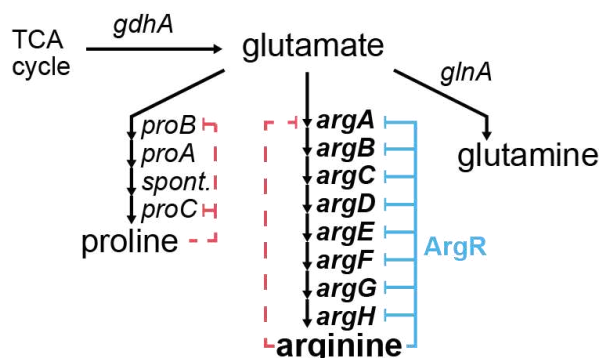 TCA
cycle
gdhA
glutamate
glnA
glutamine
proB
proA
spont.
proC
proline
argA
argB
argC
argD
argE
argF
argG
argH
arginine
ArgR